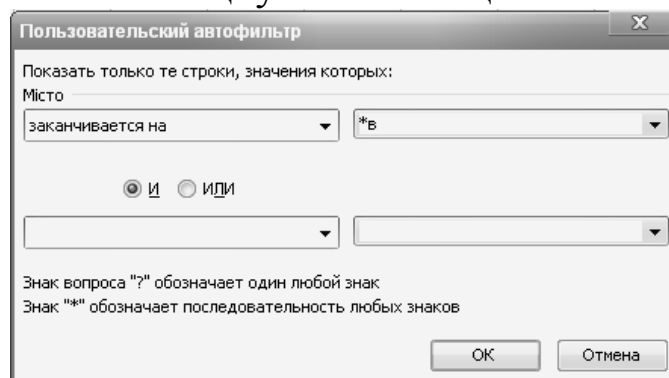 Пользовательский автофильтр
Показать только те строки, значения которых:
Місто
заканчивается на *в
И ИЛИ
Знак вопроса "?" обозначает один любой знак
Знак "*" обозначает последовательность любых знаков
ОК Отмена